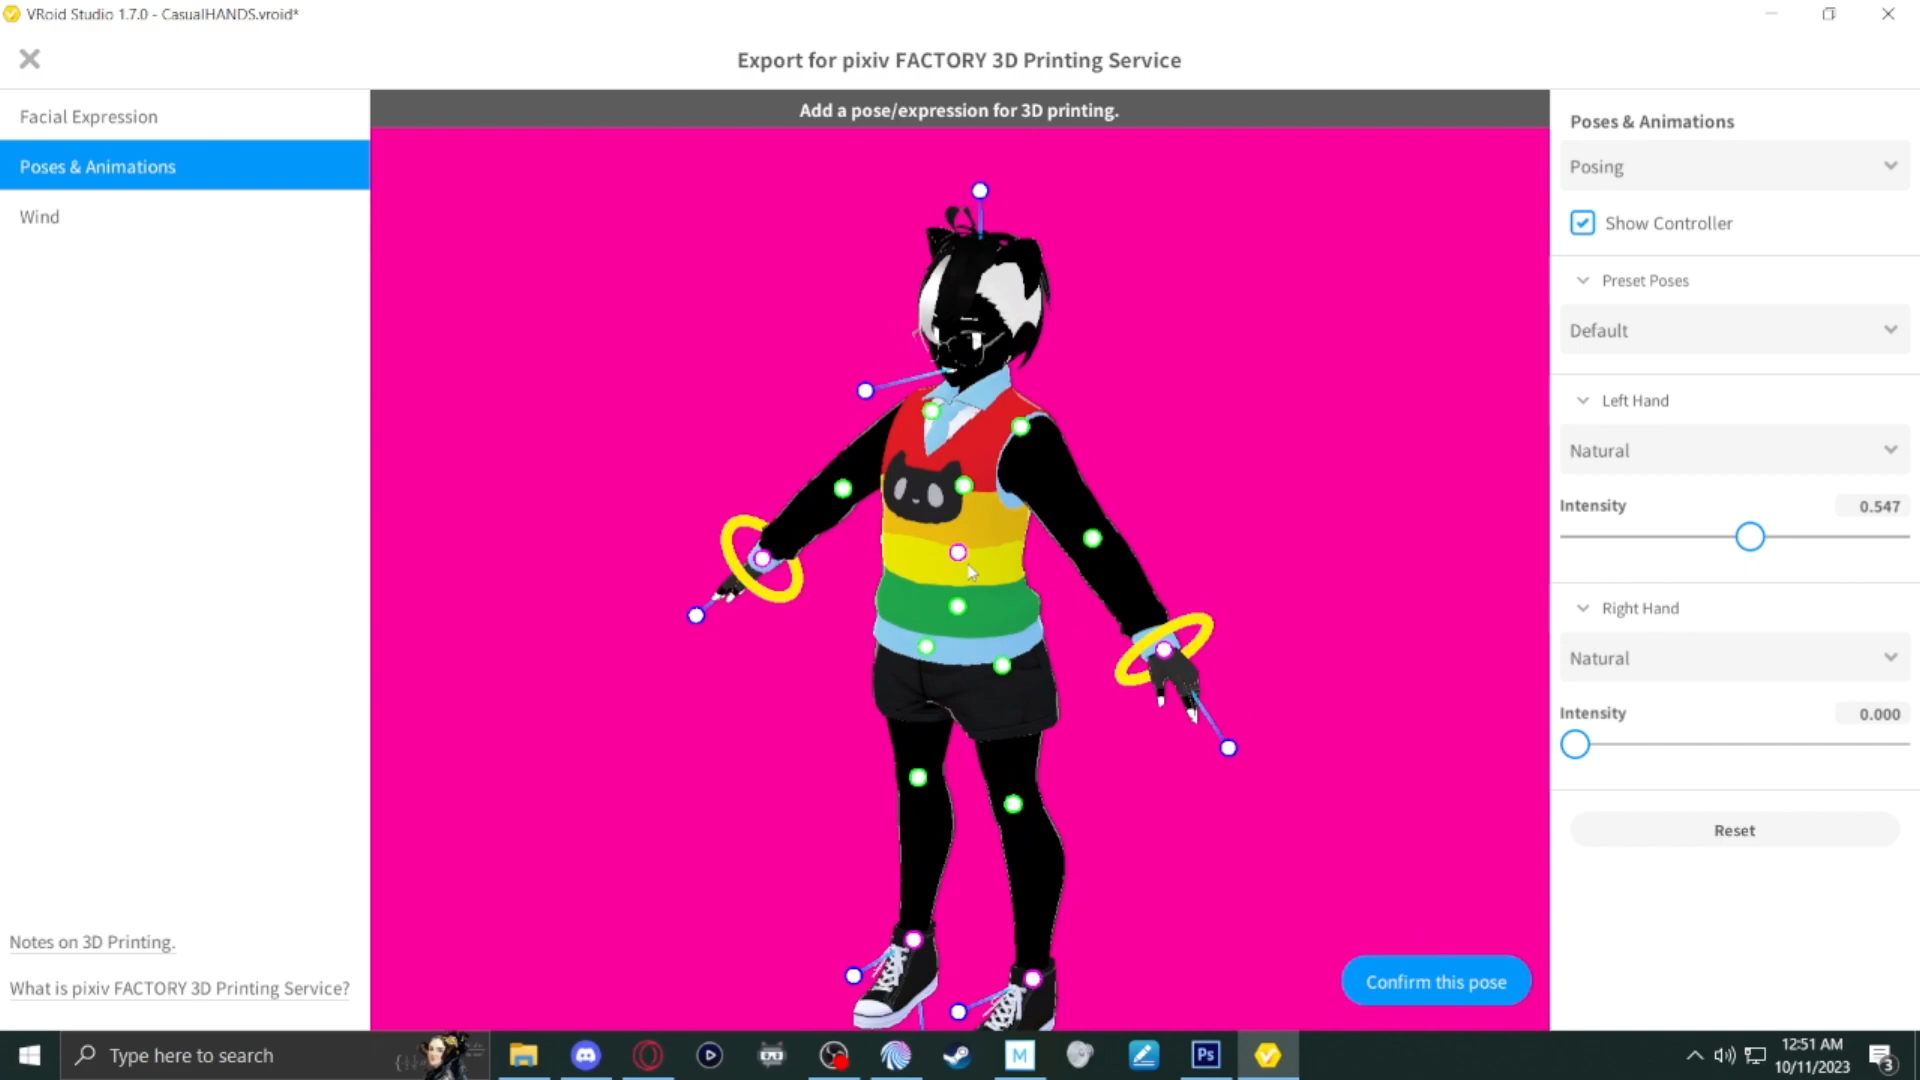 VRoid Studio 1.7.0 - CasualHANDS.vroid*
Export for pixiv FACTORY 3D Printing Service
Facial Expression
Poses & Animations
Wind
Notes on 3D Printing.
What is pixiv FACTORY 3D Printing Service?
Add a pose/expression for 3D printing.
Confirm this pose
Poses & Animations
Posing
Show Controller
Preset Poses
Default
Left Hand
Natural
Intensity 0.547
Right Hand
Natural
Intensity 0.000
Reset
Type here to search
M
Ps
12:51 AM
10/11/2023
3